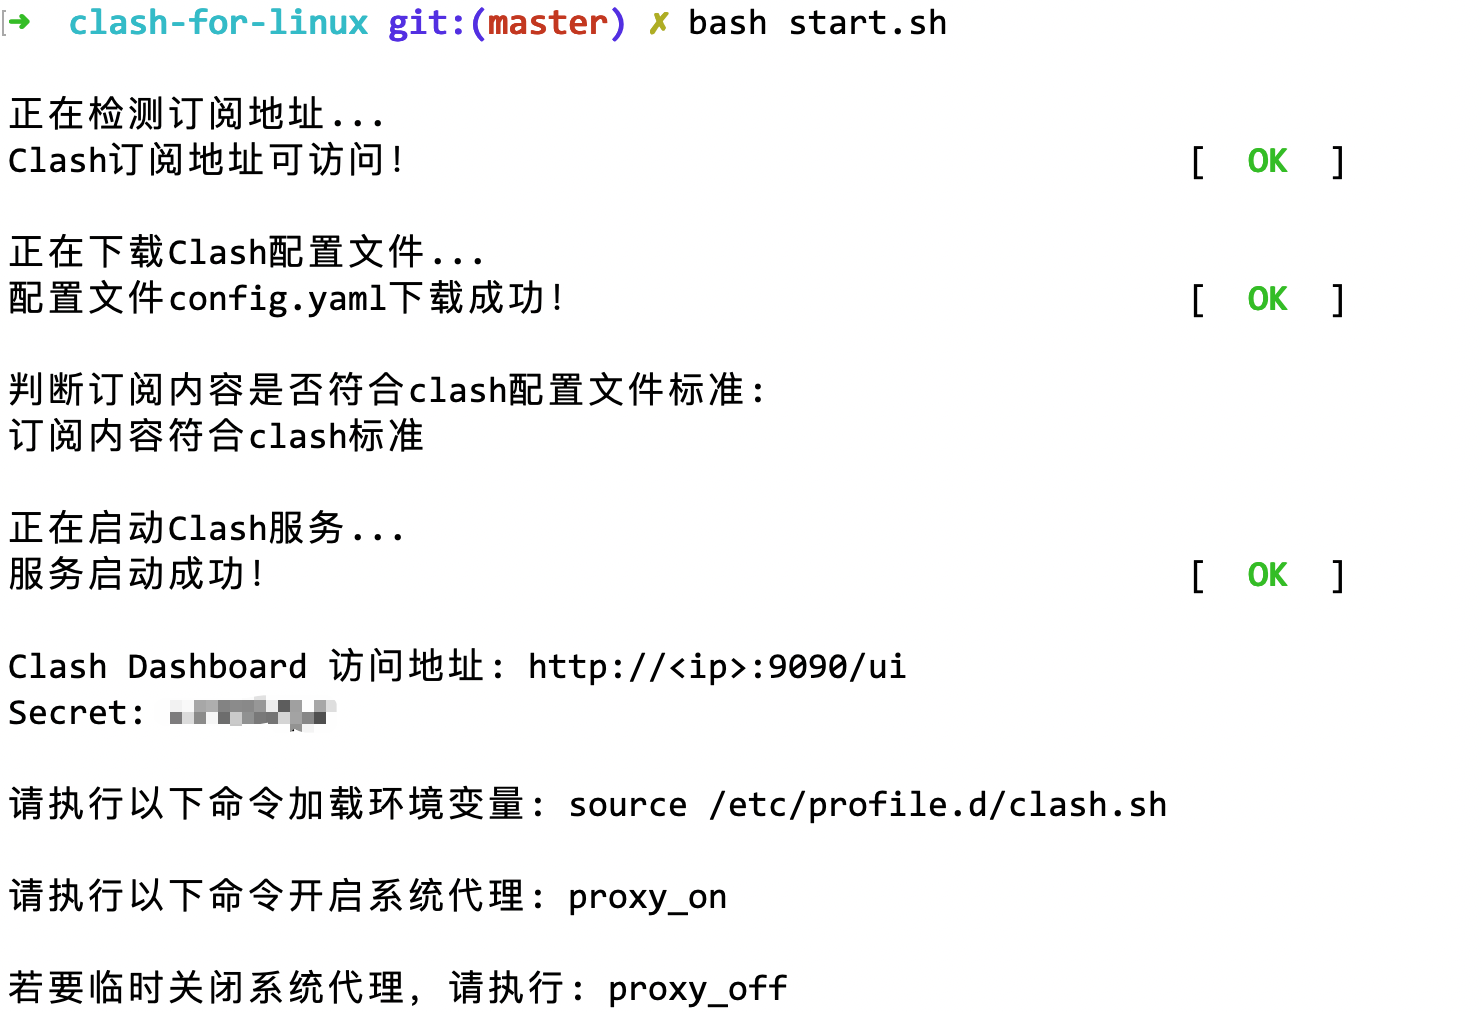 ➜ clash-for-linux git:(master) ✗ bash start.sh
正在检测订阅地址...
Clash订阅地址可访问！ [ OK ]
正在下载Clash配置文件...
配置文件config.yaml下载成功！ [ OK ]
判断订阅内容是否符合clash配置文件标准:
订阅内容符合clash标准
正在启动Clash服务...
服务启动成功！ [ OK ]
Clash Dashboard 访问地址: http://<ip>:9090/ui
Secret:
请执行以下命令加载环境变量: source /etc/profile.d/clash.sh
请执行以下命令开启系统代理: proxy_on
若要临时关闭系统代理，请执行: proxy_off